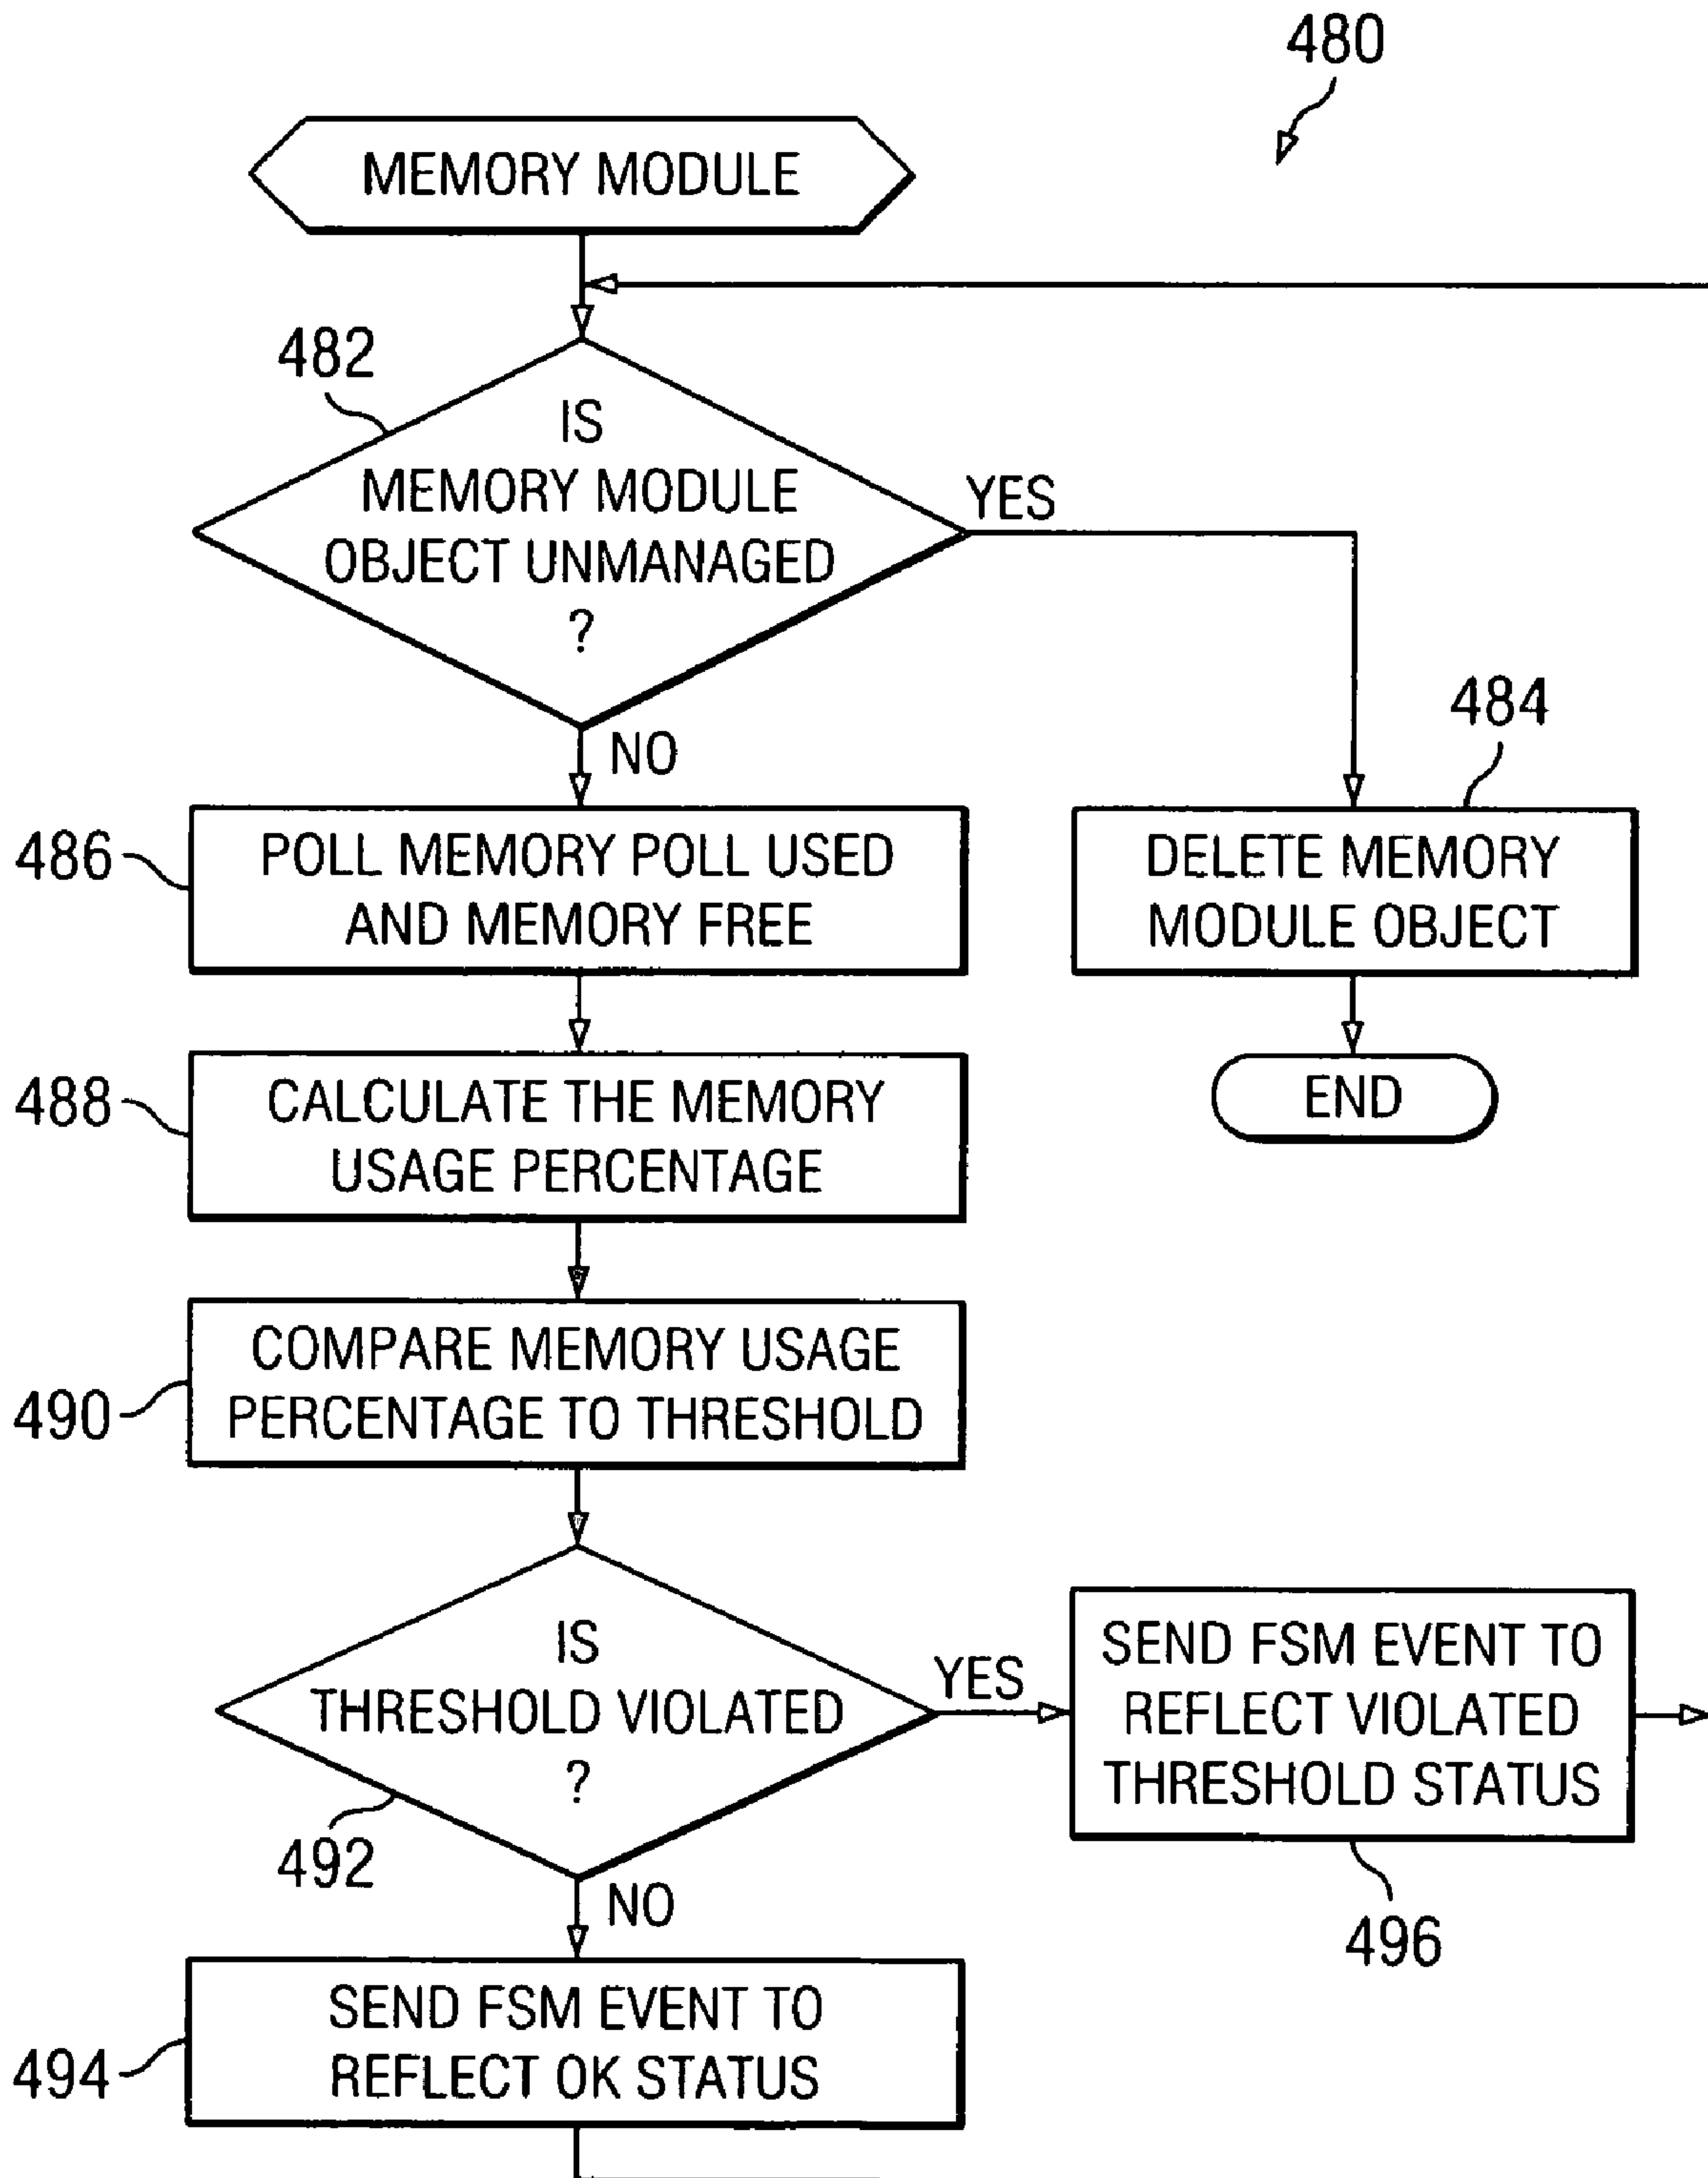 480
MEMORY MODULE
482
IS
MEMORY MODULE
OBJECT UNMANAGED
?
YES
NO
484
486
POLL MEMORY POLL USED
AND MEMORY FREE
DELETE MEMORY
MODULE OBJECT
488
CALCULATE THE MEMORY
USAGE PERCENTAGE
END
490
COMPARE MEMORY USAGE
PERCENTAGE TO THRESHOLD
IS
THRESHOLD VIOLATED
?
YES
SEND FSM EVENT TO
REFLECT VIOLATED
THRESHOLD STATUS
492
NO
496
494
SEND FSM EVENT TO
REFLECT OK STATUS